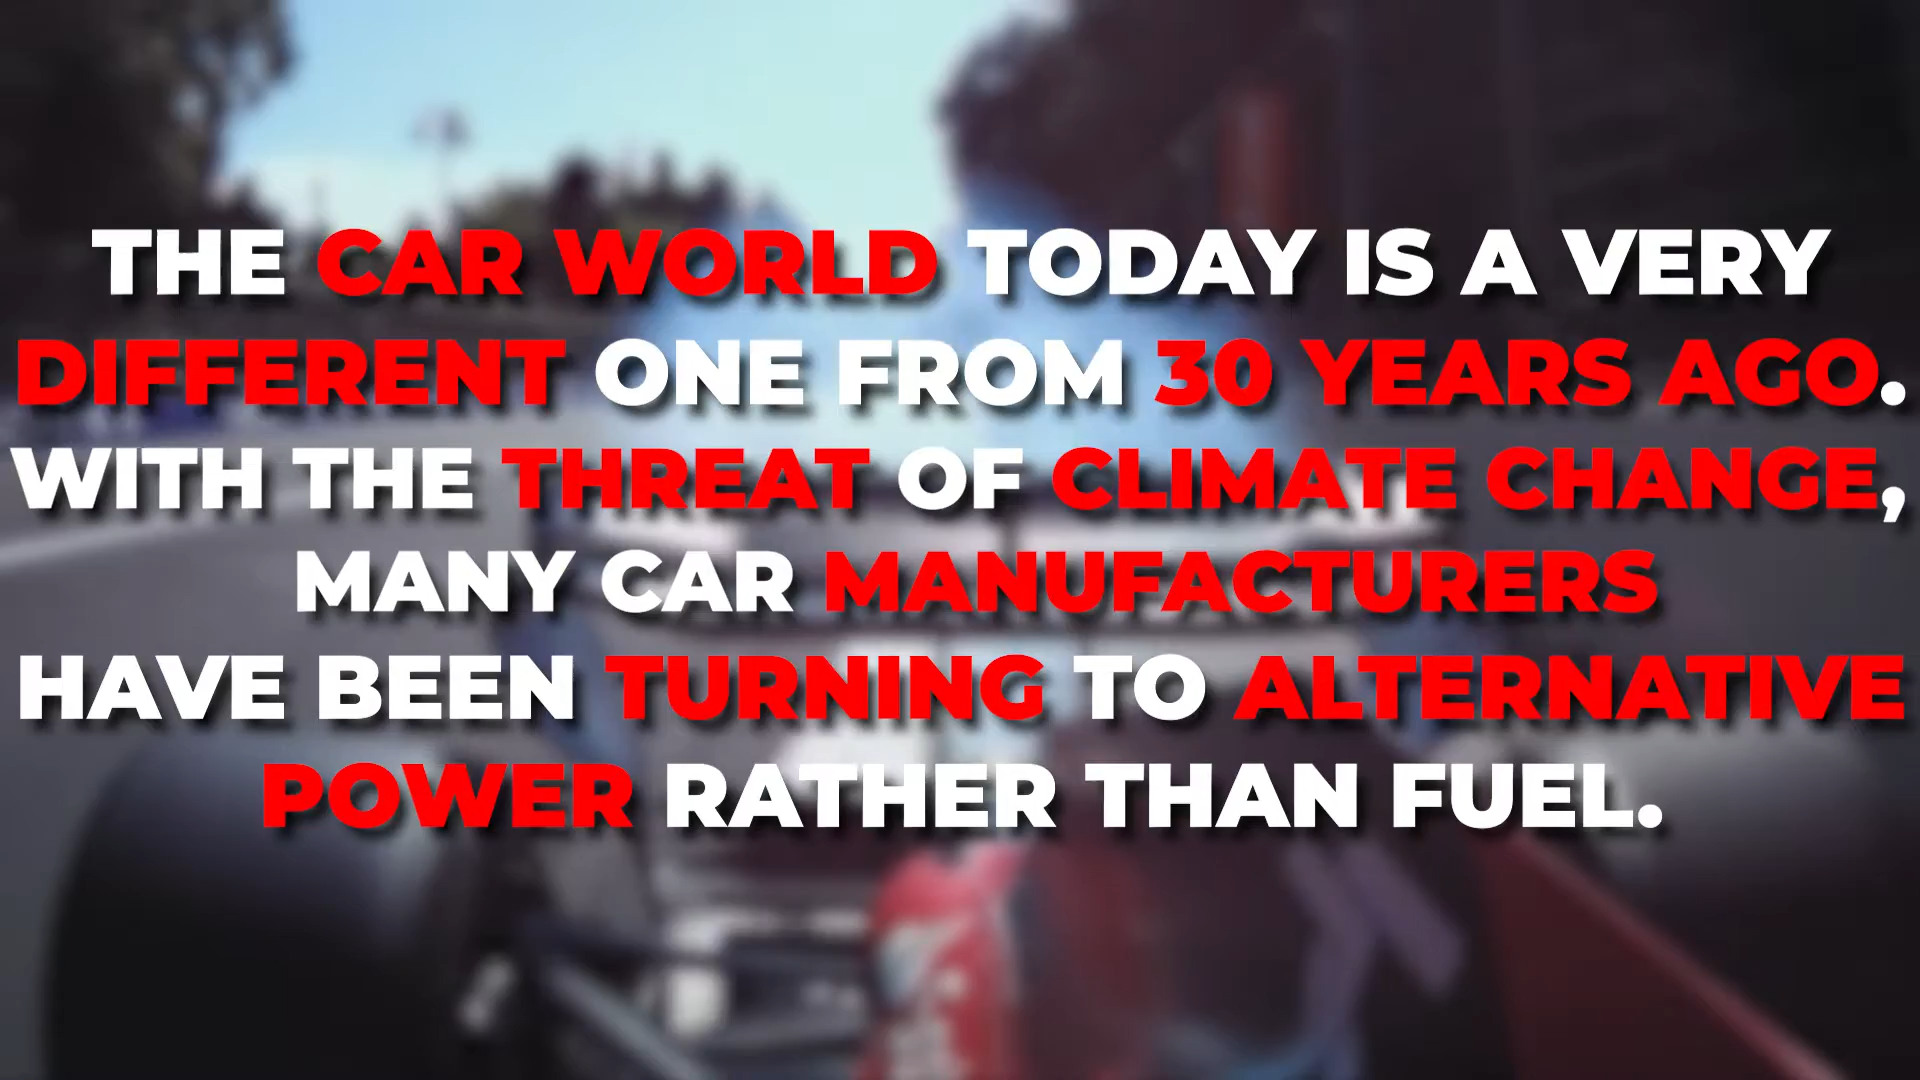 THE CAR WORLD TODAY IS A VERY
DIFFERENT ONE FROM 30 YEARS AGO.
WITH THE THREAT OF CLIMATE CHANGE,
MANY CAR MANUFACTURERS
HAVE BEEN TURNING TO ALTERNATIVE
POWER RATHER THAN FUEL.